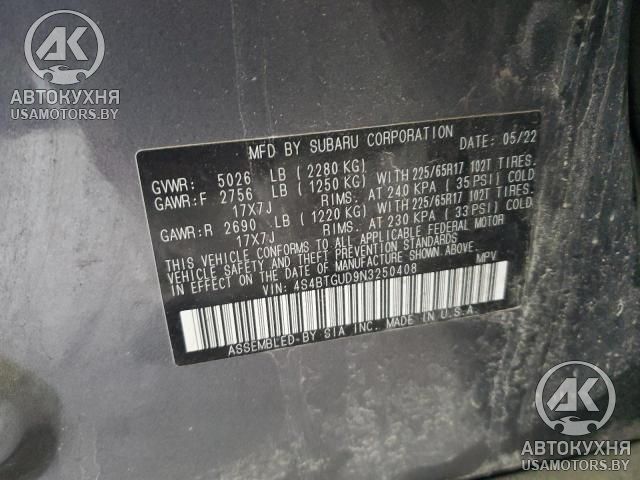 AK
АВТОКУХНЯ
USAMOTORS.BY
MFD BY SUBARU CORPORATION DATE: 05/22
GVWR: 5026 LB (2280 KG)
GAWR:F 2756 LB (1250 KG) WITH 225/65R17 102T TIRES.
17X7J RIMS. AT 240 KPA (35 PSI) COLD
GAWR:R 2690 LB (1220 KG) WITH 225/65R17 102T TIRES.
17X7J RIMS. AT 230 KPA (33 PSI) COLD
THIS VEHICLE CONFORMS TO ALL APPLICABLE FEDERAL MOTOR
VEHICLE SAFETY AND THEFT PREVENTION STANDARDS
IN EFFECT ON THE DATE OF MANUFACTURE SHOWN ABOVE.
VIN: 4S4BTGUD9N3250408 MPV
ASSEMBLED BY SIA INC. MADE IN U.S.A.
AK
АВТОКУХНЯ
USAMOTORS.BY